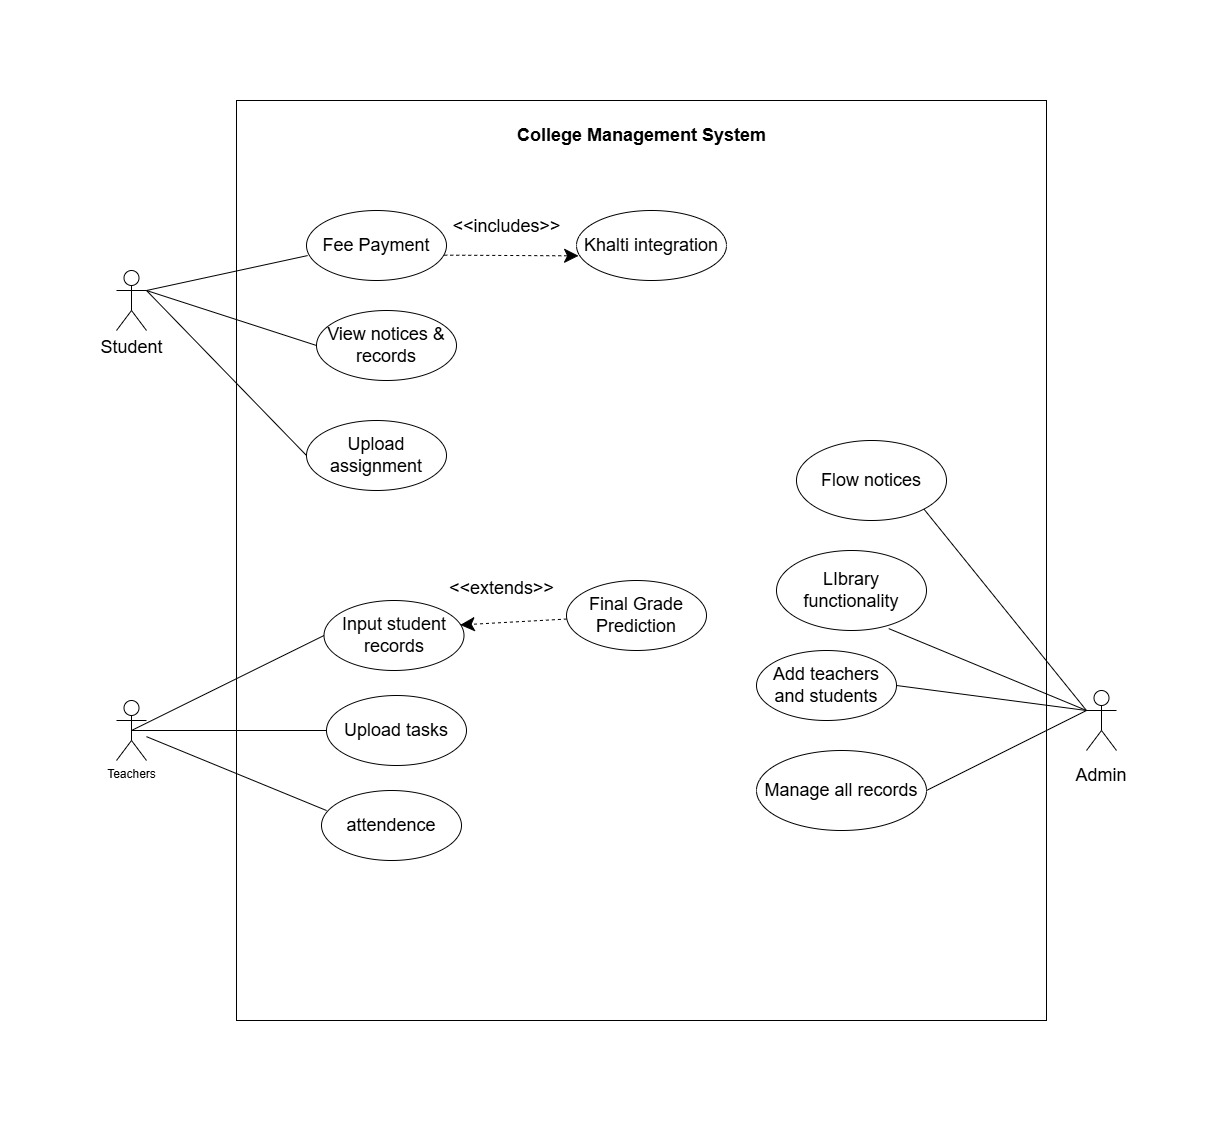 College Management System
Fee Payment
<<includes>>
Khalti integration
View notices &
records
Student
Upload
assignment
Flow notices
LIbrary
functionality
<<extends>>
Final Grade
Prediction
Input student
records
Add teachers
and students
Upload tasks
Teachers
Admin
Manage all records
attendence